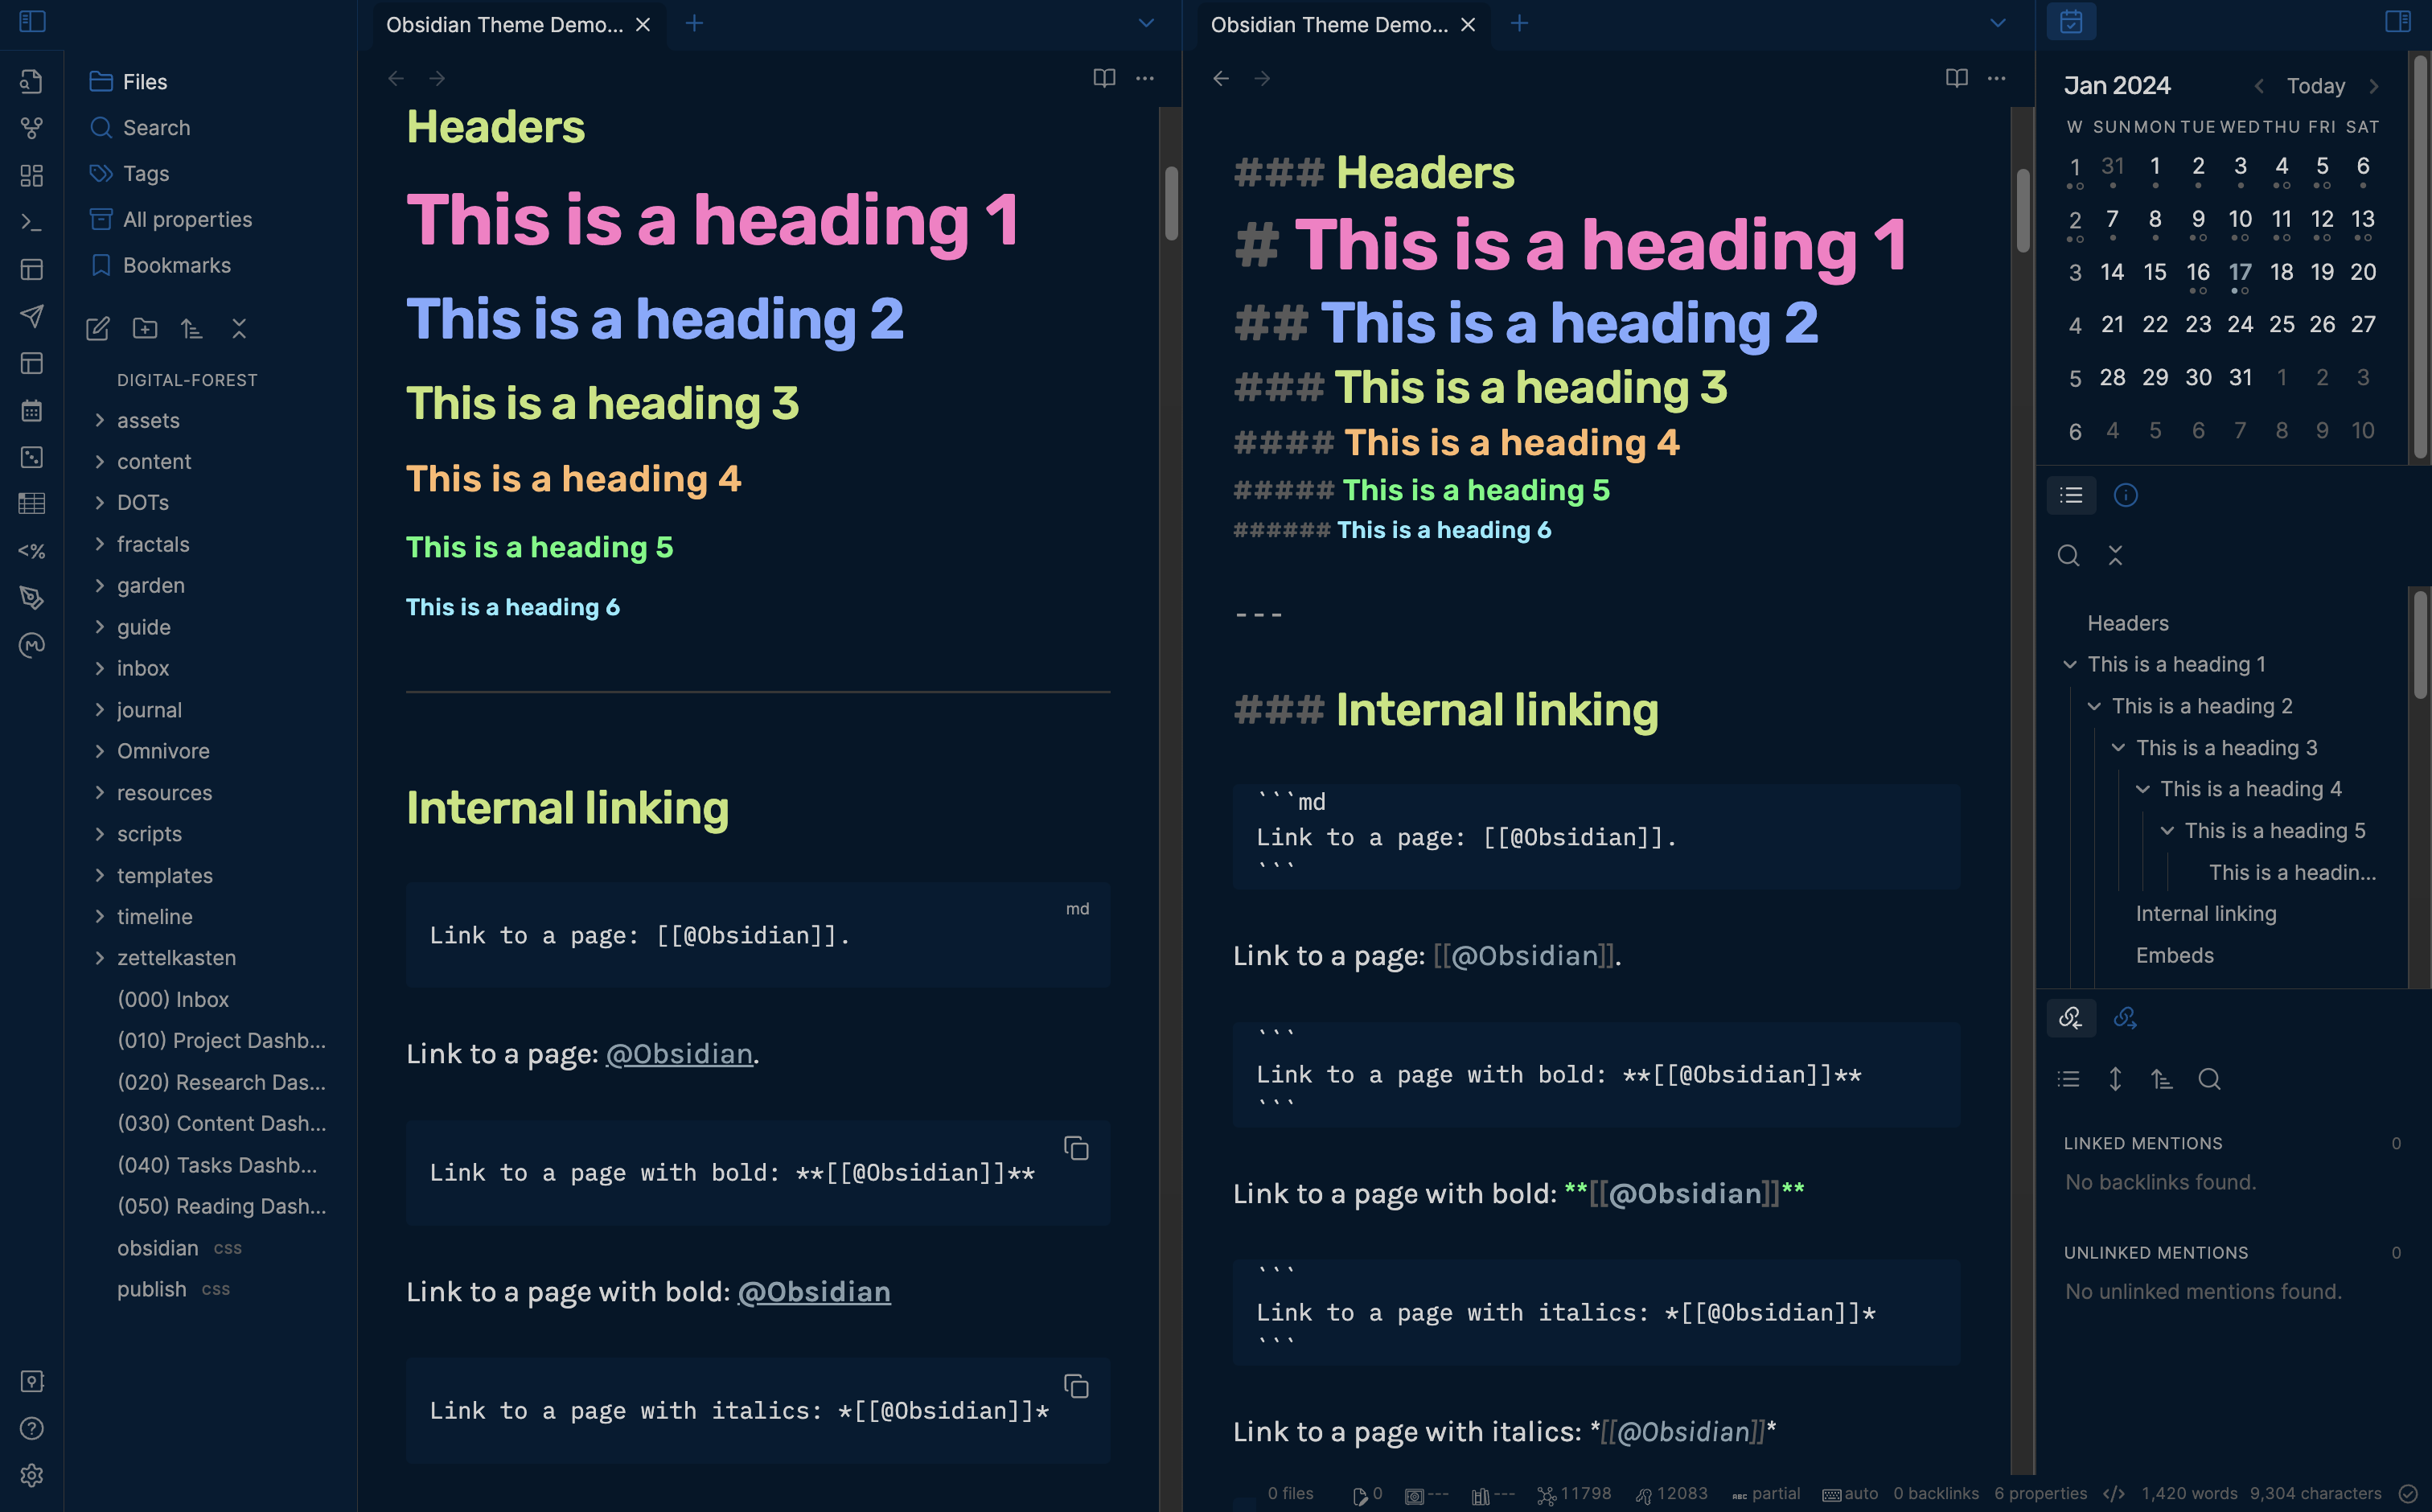 Obsidian Theme Demo...
Obsidian Theme Demo...
Files
Search
Tags
All properties
Bookmarks
DIGITAL-FOREST
assets
content
DOTs
fractals
garden
guide
inbox
journal
Omnivore
resources
scripts
templates
timeline
zettelkasten
(000) Inbox
(010) Project Dashb...
(020) Research Das...
(030) Content Dash...
(040) Tasks Dashb...
(050) Reading Dash...
obsidian css
publish css
Headers
This is a heading 1
This is a heading 2
This is a heading 3
This is a heading 4
This is a heading 5
This is a heading 6
Internal linking
md
Link to a page: [[@Obsidian]].
Link to a page: @Obsidian.
Link to a page with bold: **[[@Obsidian]]**
Link to a page with bold: @Obsidian
Link to a page with italics: *[[@Obsidian]]*
### Headers
# This is a heading 1
## This is a heading 2
### This is a heading 3
#### This is a heading 4
##### This is a heading 5
###### This is a heading 6
---
### Internal linking
```md
Link to a page: [[@Obsidian]].
```
Link to a page: [[@Obsidian]].
```
Link to a page with bold: **[[@Obsidian]]**
```
Link to a page with bold: **[[@Obsidian]]**
```
Link to a page with italics: *[[@Obsidian]]*
```
Link to a page with italics: *[[@Obsidian]]*
Jan 2024 Today
W SUN MON TUE WED THU FRI SAT
1 31 1 2 3 4 5 6
2 7 8 9 10 11 12 13
3 14 15 16 17 18 19 20
4 21 22 23 24 25 26 27
5 28 29 30 31 1 2 3
6 4 5 6 7 8 9 10
Headers
This is a heading 1
This is a heading 2
This is a heading 3
This is a heading 4
This is a heading 5
This is a headin...
Internal linking
Embeds
LINKED MENTIONS 0
No backlinks found.
UNLINKED MENTIONS 0
No unlinked mentions found.
0 files 0 --- --- 11798 12083 ABC partial auto 0 backlinks 6 properties </> 1,420 words 9,304 characters